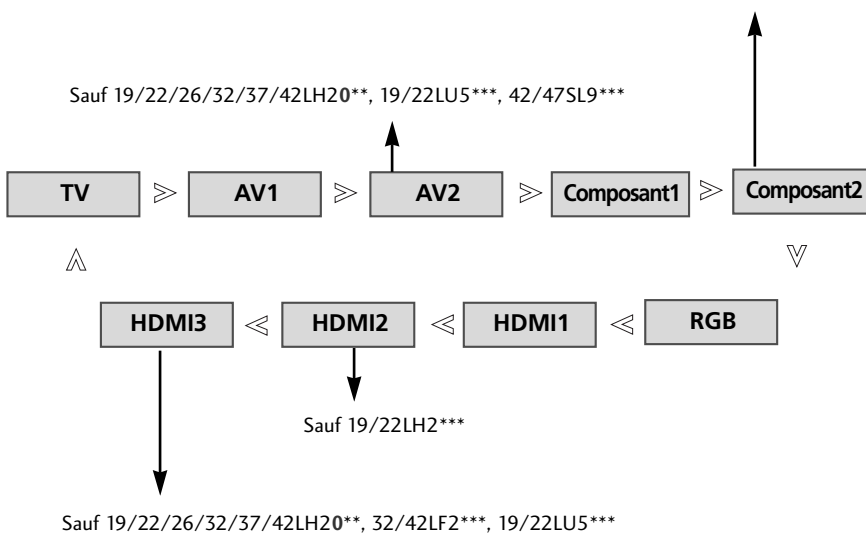 Sauf 19/22/26/32/37/42LH20**, 19/22LU5***, 42/47SL9***
TV
AV1
AV2
Composant1
Composant2
HDMI3
HDMI2
HDMI1
RGB
Sauf 19/22LH2***
Sauf 19/22/26/32/37/42LH20**, 32/42LF2***, 19/22LU5***